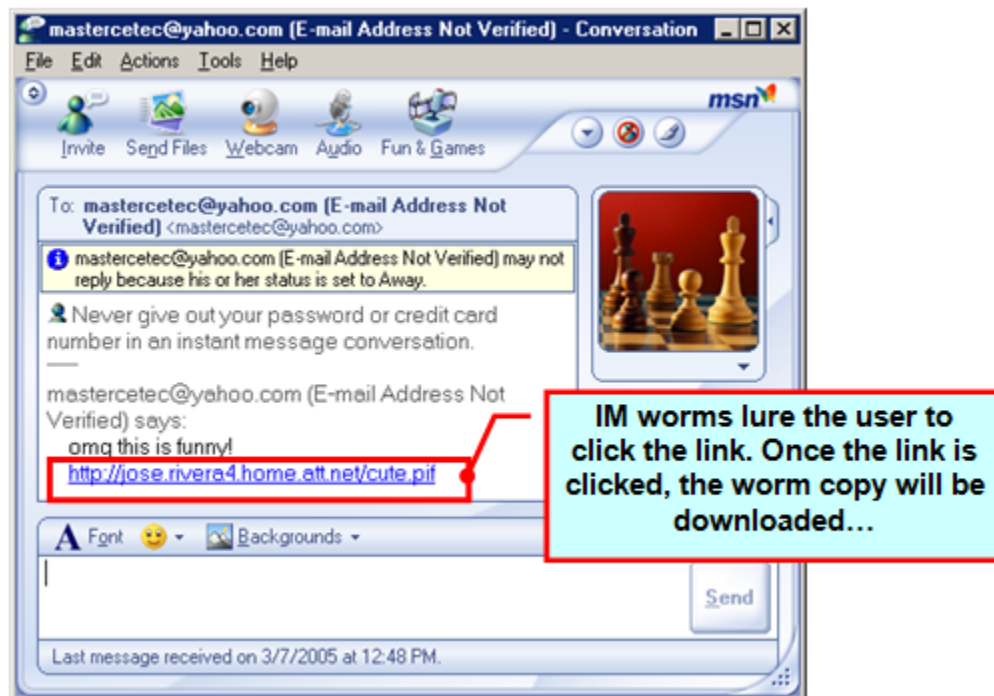 mastercetec@yahoo.com (E-mail Address Not Verified) - Conversation
File Edit Actions Tools Help
msn
Invite Send Files Webcam Audio Fun & Games
To: mastercetec@yahoo.com (E-mail Address Not
Verified) <mastercetec@yahoo.com>
mastercetec@yahoo.com (E-mail Address Not Verified) may not
reply because his or her status is set to Away.
Never give out your password or credit card
number in an instant message conversation.
mastercetec@yahoo.com (E-mail Address Not
Verified) says:
omg this is funny!
http://jose.rivera4.home.att.net/cute.pif
IM worms lure the user to
click the link. Once the link is
clicked, the worm copy will be
downloaded…
A Font Backgrounds
Send
Last message received on 3/7/2005 at 12:48 PM.